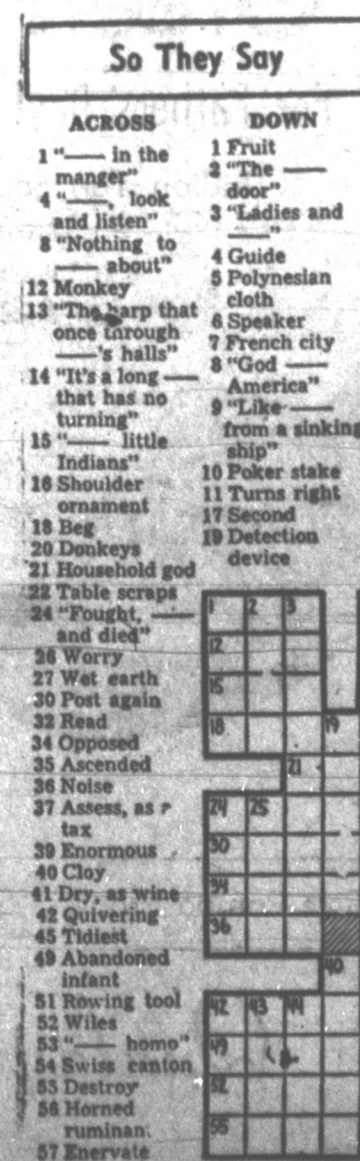 So They Say
ACROSS
1 "—— in the
manger"
4 "——, look
and listen"
8 "Nothing to
—— about"
12 Monkey
13 "The harp that
once through
——'s halls"
14 "It's a long ——
that has no
turning"
15 "—— little
Indians"
16 Shoulder
ornament
18 Beg
20 Donkeys
21 Household god
22 Table scraps
24 "Fought, ——
and died"
26 Worry
27 Wet earth
30 Post again
32 Read
34 Opposed
35 Ascended
36 Noise
37 Assess, as
tax
39 Enormous
40 Cloy
41 Dry, as wine
42 Quivering
45 Tidiest
49 Abandoned
infant
51 Rowing tool
52 Wiles
53 "—— homo"
54 Swiss canton
55 Destroy
56 Horned
ruminan
57 Enervate
DOWN
1 Fruit
2 "The ——
door"
3 "Ladies and
——"
4 Guide
5 Polynesian
cloth
6 Speaker
7 French city
8 "God ——
America"
9 "Like ——
from a sinking
ship"
10 Poker stake
11 Turns right
17 Second
19 Detection
device
1 2 3
12
15
18 19
21
24 25
30
34
36
40
42 43 44
49
52
55